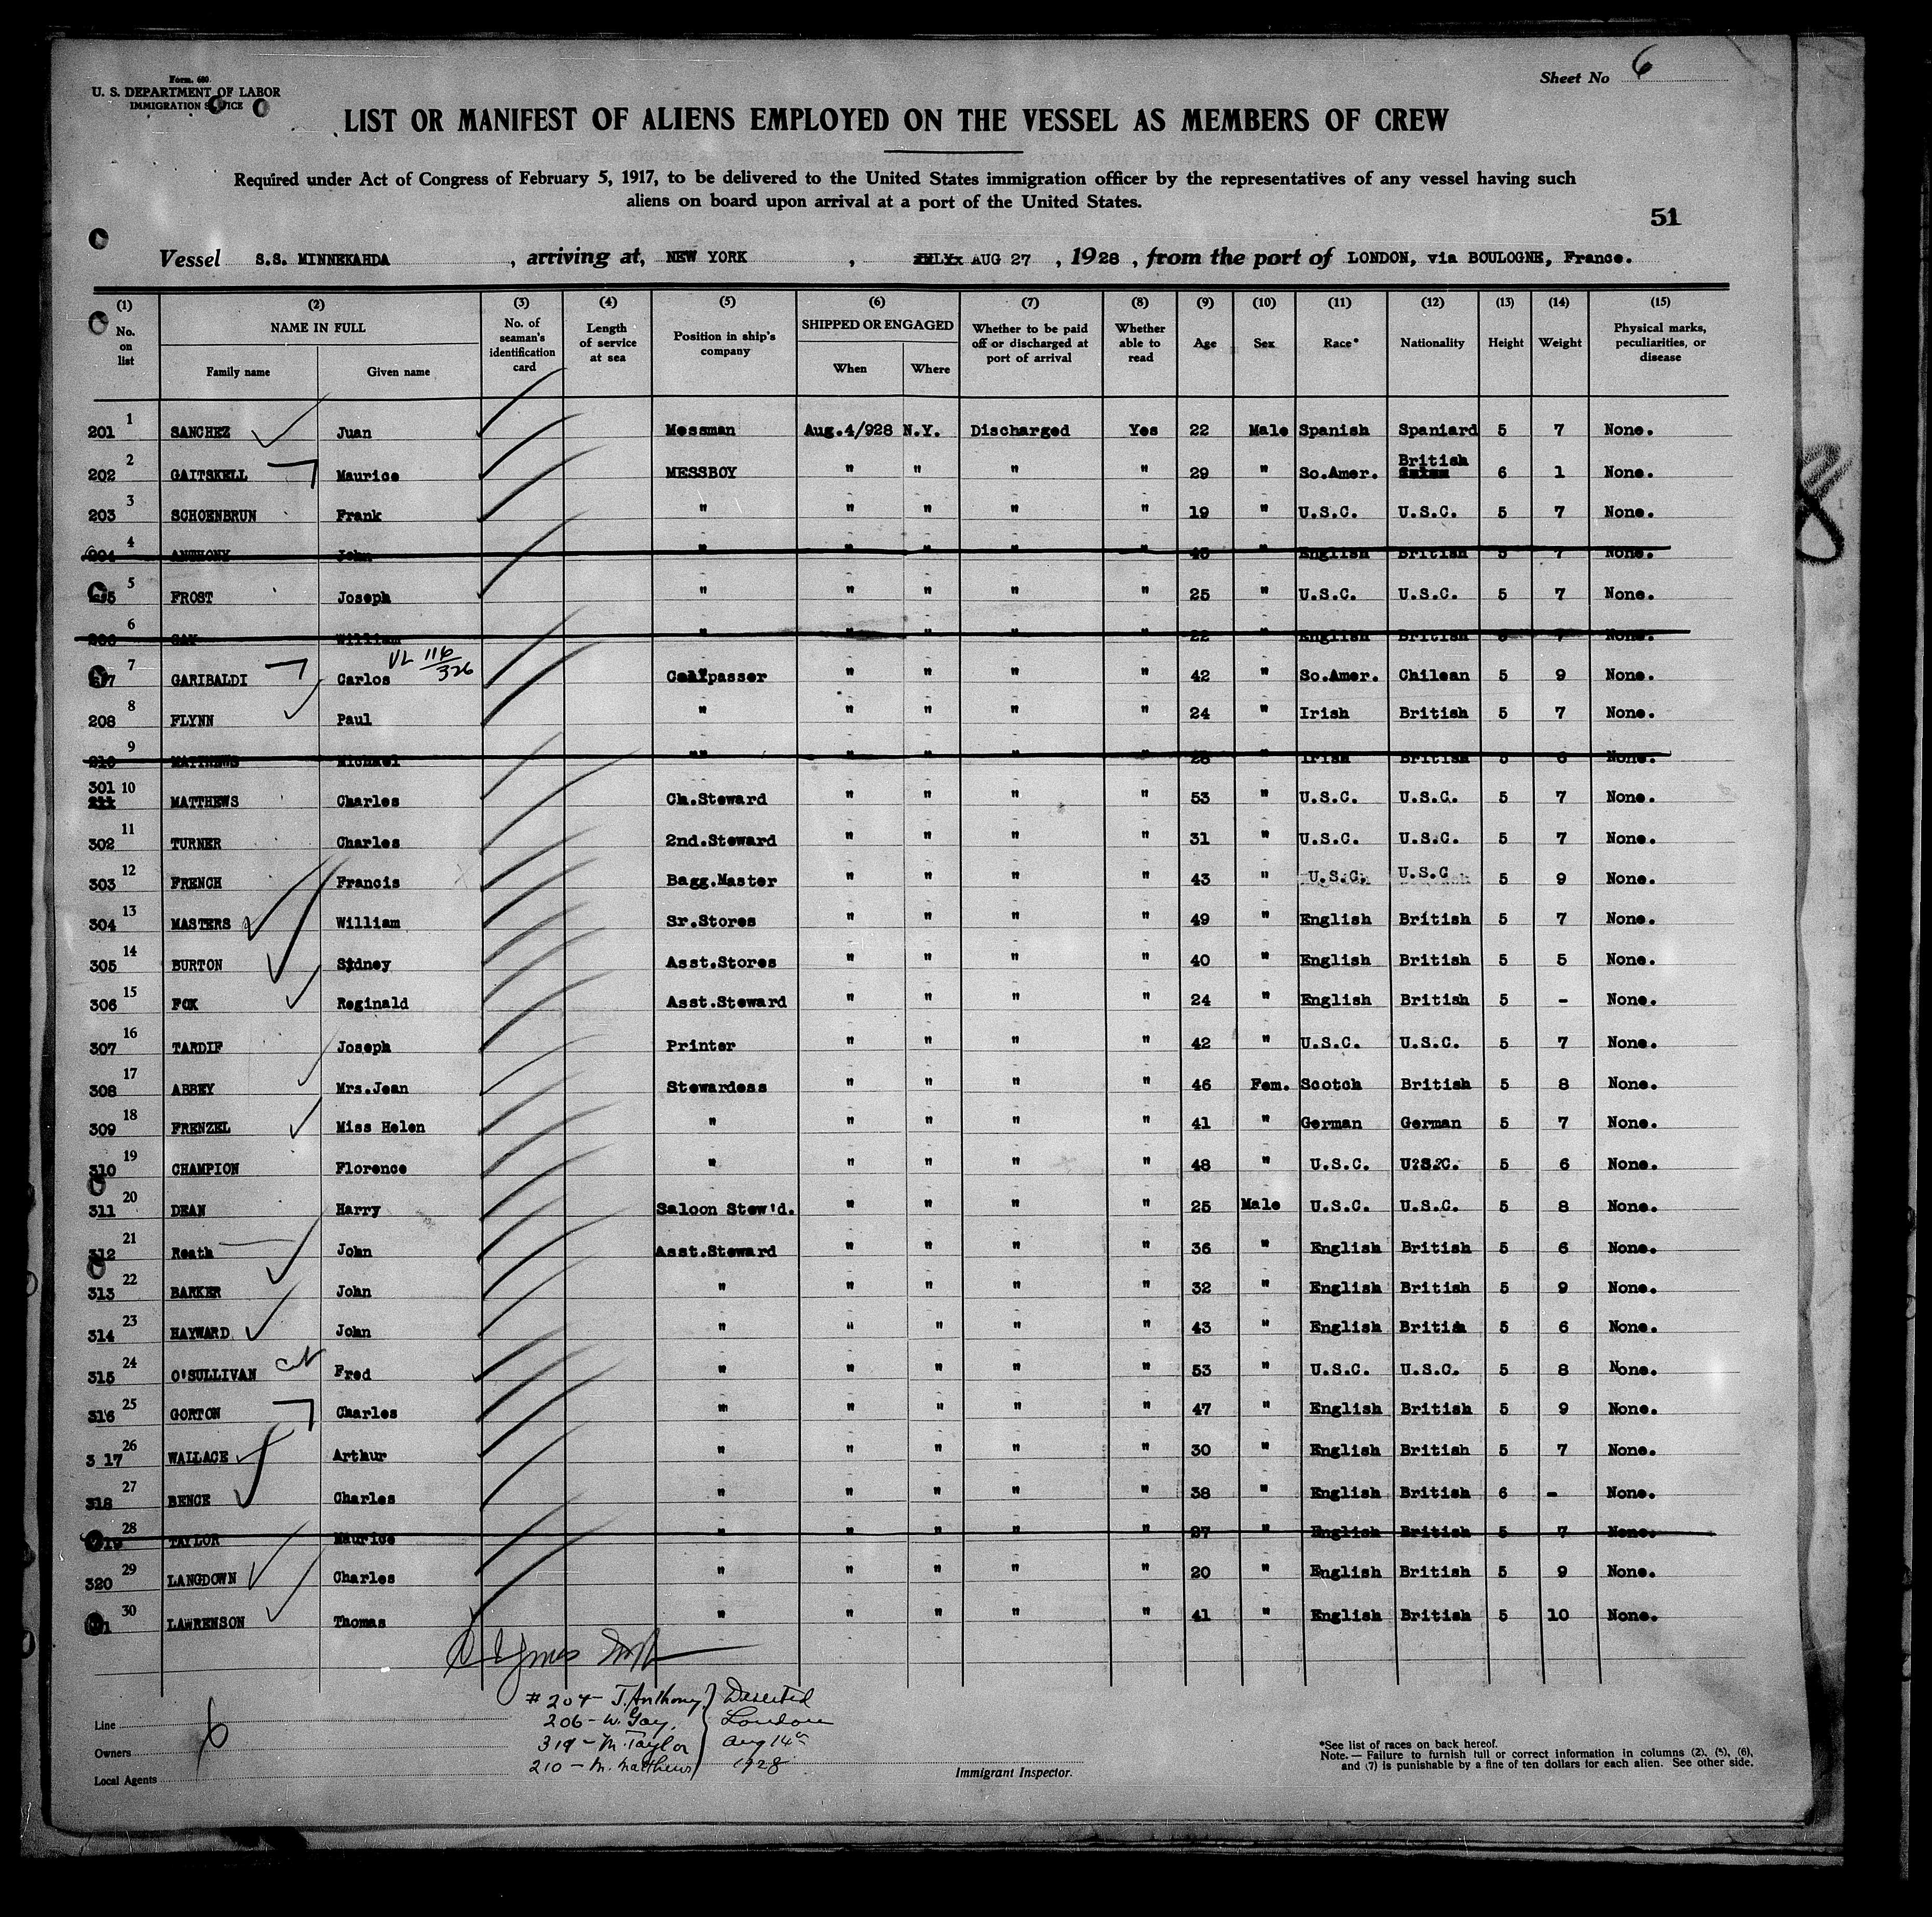 Form. 680
U. S. DEPARTMENT OF LABOR
IMMIGRATION SERVICE
Sheet No 6
LIST OR MANIFEST OF ALIENS EMPLOYED ON THE VESSEL AS MEMBERS OF CREW
Required under Act of Congress of February 5, 1917, to be delivered to the United States immigration officer by the representatives of any vessel having such
aliens on board upon arrival at a port of the United States.
51
Vessel S.S. MINNEKAHDA, arriving at, NEW YORK, AUG 27, 1928, from the port of LONDON, via BOULOGNE, France.
(1) (2) (3) (4) (5) (6) (7) (8) (9) (10) (11) (12) (13) (14) (15)
No. on list NAME IN FULL Family name Given name No. of seaman's identification card Length of service at sea Position in ship's company SHIPPED OR ENGAGED When Where Whether to be paid off or discharged at port of arrival Whether able to read Age Sex Race* Nationality Height Weight Physical marks, peculiarities, or disease
201 1 SANCHEZ Juan Messman Aug.4/928 N.Y. Discharged Yes 22 Male Spanish Spaniard 5 7 None.
202 2 GAITSKELL Maurice MESSBOY " " " " 29 " So.Amer. British 6 1 None.
203 3 SCHOENBRUN Frank " " " " " 19 " U.S.C. U.S.C. 5 7 None.
204 4 ANTHONY John " " " " " 45 " English British 5 7 None.
5 FROST Joseph " " " " " 25 " U.S.C. U.S.C. 5 7 None.
206 6 GAY William " " " " " 22 " English British 5 7 None.
7 GARIBALDI Carlos VL 116/326 Coalpasser " " " " 42 " So.Amer. Chilean 5 9 None.
208 8 FLYNN Paul " " " " " 24 " Irish British 5 7 None.
210 9 MATTHEWS Michael " " " " " 28 " Irish British 5 6 None.
301 211 10 MATTHEWS Charles Ch.Steward " " " " 53 " U.S.C. U.S.C. 5 7 None.
302 11 TURNER Charles 2nd.Steward " " " " 31 " U.S.C. U.S.C. 5 7 None.
303 12 FRENCH Francis Bagg.Master " " " " 43 " U.S.C. U.S.C 5 9 None.
304 13 MASTERS William Sr.Stores " " " " 49 " English British 5 7 None.
305 14 BURTON Sidney Asst.Stores " " " " 40 " English British 5 5 None.
306 15 FOX Reginald Asst.Steward " " " " 24 " English British 5 - None.
307 16 TARDIF Joseph Printer " " " " 42 " U.S.C. U.S.C. 5 7 None.
308 17 ABBEY Mrs.Jean Stewardess " " " " 46 Fem. Scotch British 5 8 None.
309 18 FRENZEL Miss Helen " " " " " 41 " German German 5 7 None.
310 19 CHAMPION Florence " " " " " 48 " U.S.C. U.S.C. 5 6 None.
311 20 DEAN Harry Saloon Stew'd. " " " " 25 Male U.S.C. U.S.C. 5 8 None.
312 21 Reath John Asst.Steward " " " " 36 " English British 5 6 None.
313 22 BARKER John " " " " " 32 " English British 5 9 None.
314 23 HAYWARD John " " " " " 43 " English British 5 6 None.
315 24 O'SULLIVAN Fred " " " " " 53 " U.S.C. U.S.C. 5 8 None.
316 25 GORTON Charles " " " " " 47 " English British 5 9 None.
3 17 26 WALLACE Arthur " " " " " 30 " English British 5 7 None.
318 27 BENCE Charles " " " " " 38 " English British 6 - None.
28 TAYLOR Maurice " " " " " 27 " English British 5 7 None.
320 29 LANGDOWN Charles " " " " " 20 " English British 5 9 None.
30 LAWRENSON Thomas " " " " " 41 " English British 5 10 None.
# 204 - J. Anthony } Deserted
206 - W. Gay, London
319 - M. Taylor Aug 14th
210 - M. Matthews 1928
Line
Owners
Local Agents
6
Immigrant Inspector.
*See list of races on back hereof.
Note.— Failure to furnish full or correct information in columns (2), (5), (6),
and (7) is punishable by a fine of ten dollars for each alien. See other side.
8